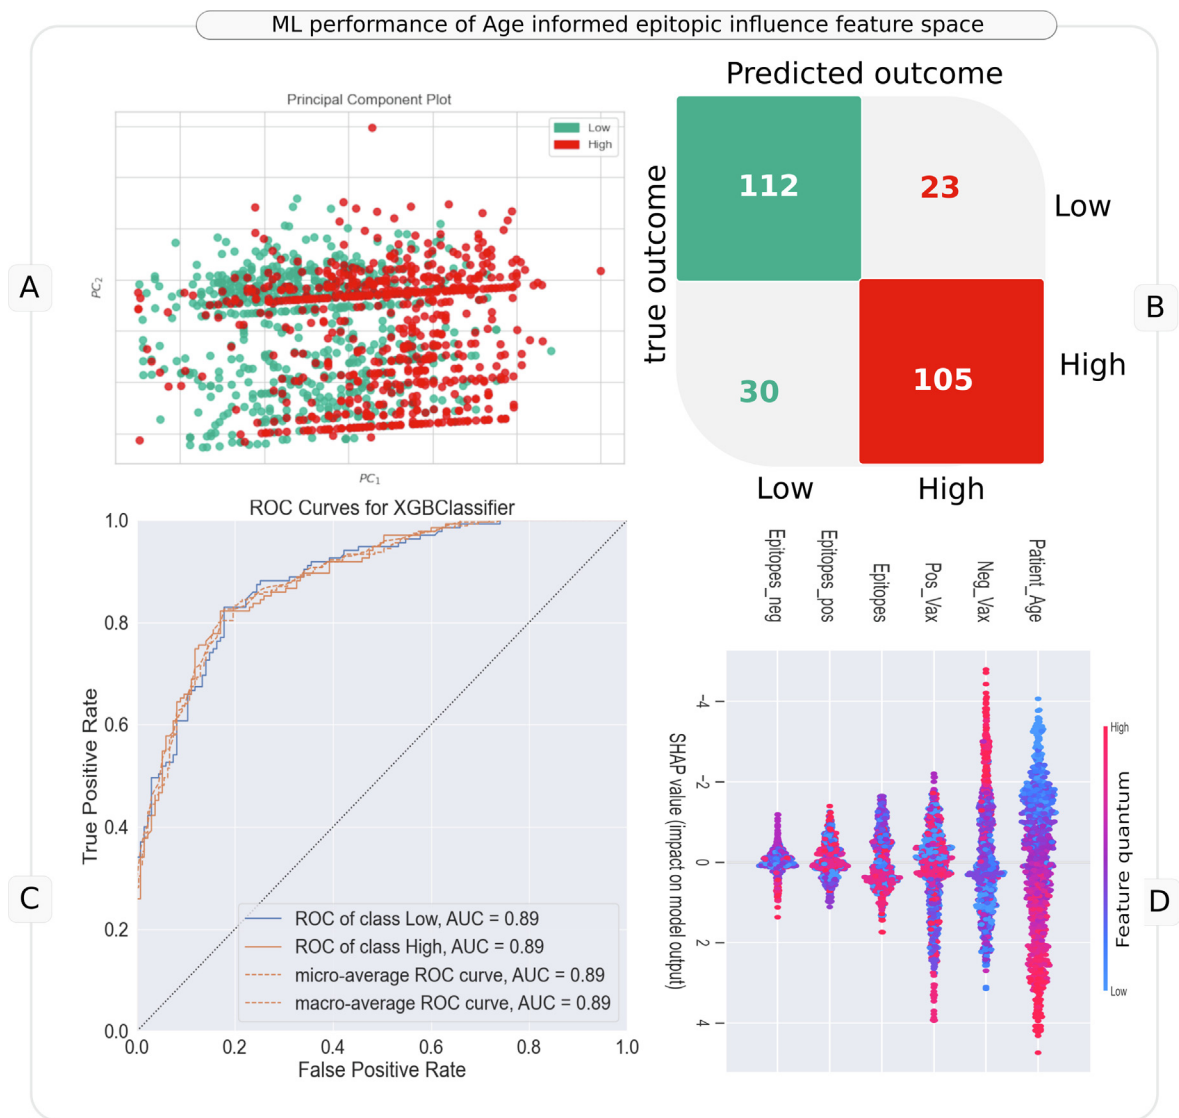 ML performance of Age informed epitopic influence feature space
A
Principal Component Plot
Low
High
PC₂
PC₁
Predicted outcome
true outcome
112
23
30
105
Low
High
Low
High
B
ROC Curves for XGBClassifier
1.0
0.8
0.6
0.4
0.2
0.0
0.0
0.2
0.4
0.6
0.8
1.0
True Positive Rate
False Positive Rate
ROC of class Low, AUC = 0.89
ROC of class High, AUC = 0.89
micro-average ROC curve, AUC = 0.89
macro-average ROC curve, AUC = 0.89
C
Epitopes_neg
Epitopes_pos
Epitopes
Pos_Vax
Neg_Vax
Patient_Age
SHAP value (impact on model output)
-4
-2
0
2
4
High
Feature quantum
Low
D